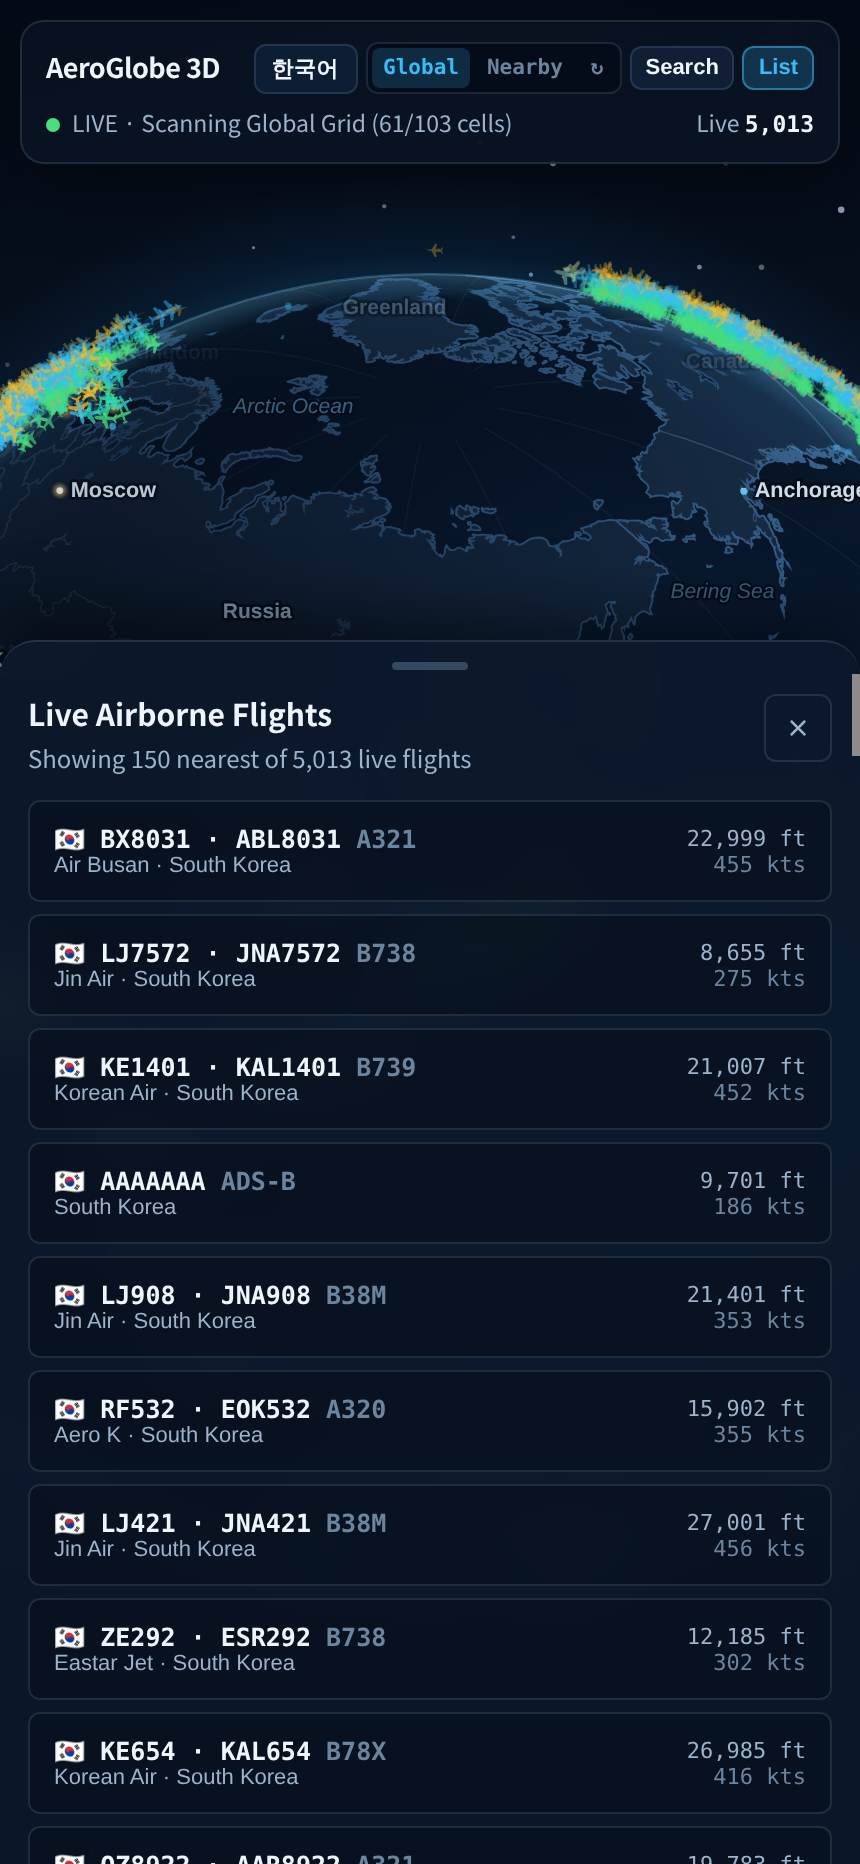 AeroGlobe 3D
한국어
Global Nearby ↻
Search
List
LIVE · Scanning Global Grid (61/103 cells)
Live 5,013
Greenland
Arctic Ocean
Moscow
Anchorage
Bering Sea
Russia
Live Airborne Flights
×
Showing 150 nearest of 5,013 live flights
BX8031 · ABL8031 A321 22,999 ft
Air Busan · South Korea 455 kts
LJ7572 · JNA7572 B738 8,655 ft
Jin Air · South Korea 275 kts
KE1401 · KAL1401 B739 21,007 ft
Korean Air · South Korea 452 kts
AAAAAAA ADS-B 9,701 ft
South Korea 186 kts
LJ908 · JNA908 B38M 21,401 ft
Jin Air · South Korea 353 kts
RF532 · EOK532 A320 15,902 ft
Aero K · South Korea 355 kts
LJ421 · JNA421 B38M 27,001 ft
Jin Air · South Korea 456 kts
ZE292 · ESR292 B738 12,185 ft
Eastar Jet · South Korea 302 kts
KE654 · KAL654 B78X 26,985 ft
Korean Air · South Korea 416 kts
OZ8922 · AAR8922 A321 19,783 ft